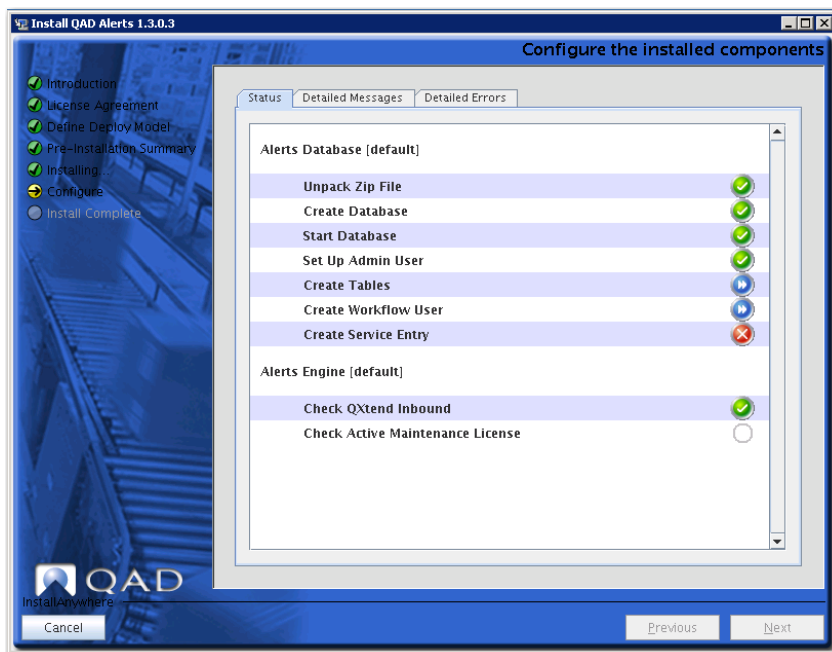 Install QAD Alerts 1.3.0.3
Configure the installed components
Introduction
License Agreement
Define Deploy Model
Pre-Installation Summary
Installing...
Configure
Install Complete
Status
Detailed Messages
Detailed Errors
Alerts Database [default]
Unpack Zip File
Create Database
Start Database
Set Up Admin User
Create Tables
Create Workflow User
Create Service Entry
Alerts Engine [default]
Check QXtend Inbound
Check Active Maintenance License
QAD
InstallAnywhere
Cancel
Previous
Next